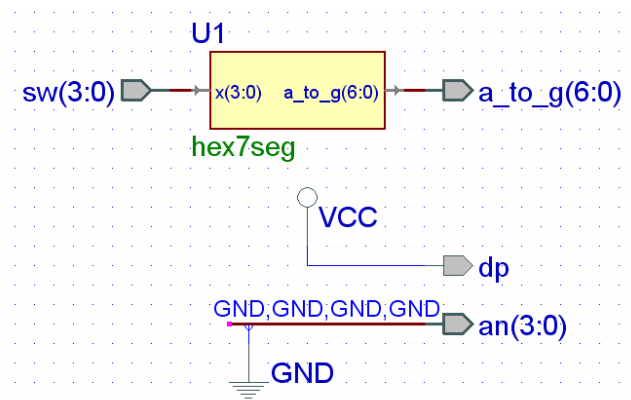 U1
sw(3:0) x(3:0) a_to_g(6:0) a_to_g(6:0)
hex7seg
VCC
dp
GND,GND,GND,GND
an(3:0)
GND